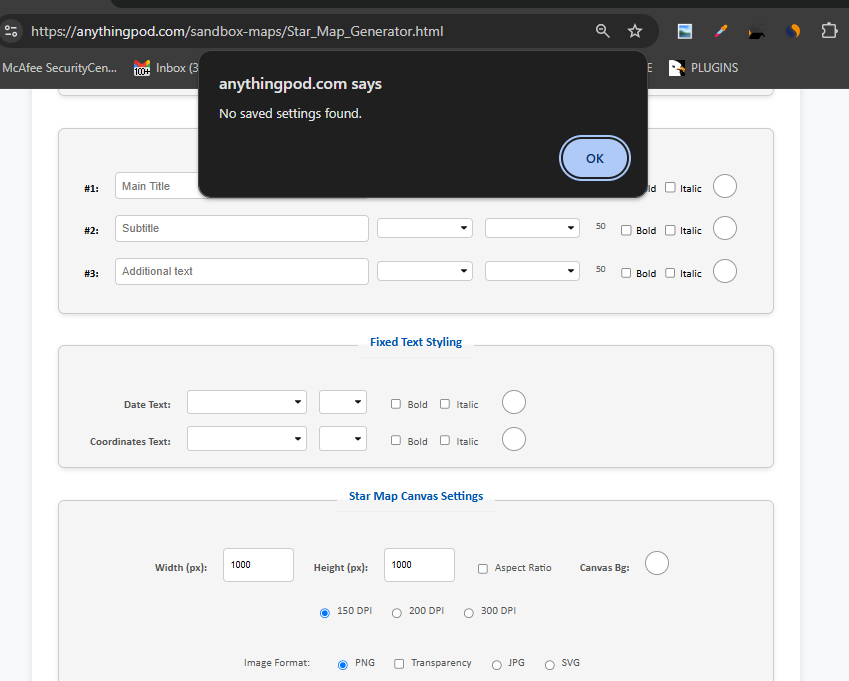 https://anythingpod.com/sandbox-maps/Star_Map_Generator.html
McAfee SecurityCen... 100+ Inbox (3 E PLUGINS
anythingpod.com says
No saved settings found.
OK
#1: Main Title ld Italic
#2: Subtitle 50 Bold Italic
#3: Additional text 50 Bold Italic
Fixed Text Styling
Date Text: Bold Italic
Coordinates Text: Bold Italic
Star Map Canvas Settings
Width (px): 1000 Height (px): 1000 Aspect Ratio Canvas Bg:
150 DPI 200 DPI 300 DPI
Image Format: PNG Transparency JPG SVG